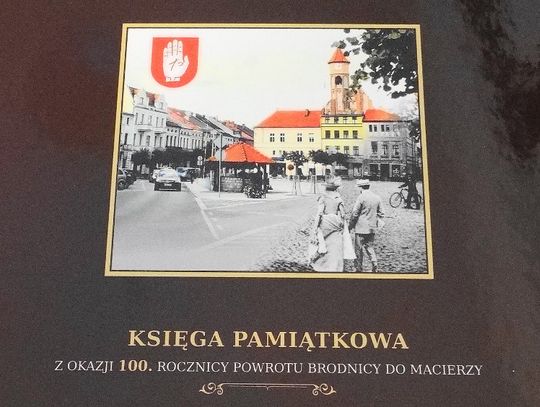 KSIĘGA PAMIĄTKOWA
Z OKAZJI 100. ROCZNICY POWROTU BRODNICY DO MACIERZY